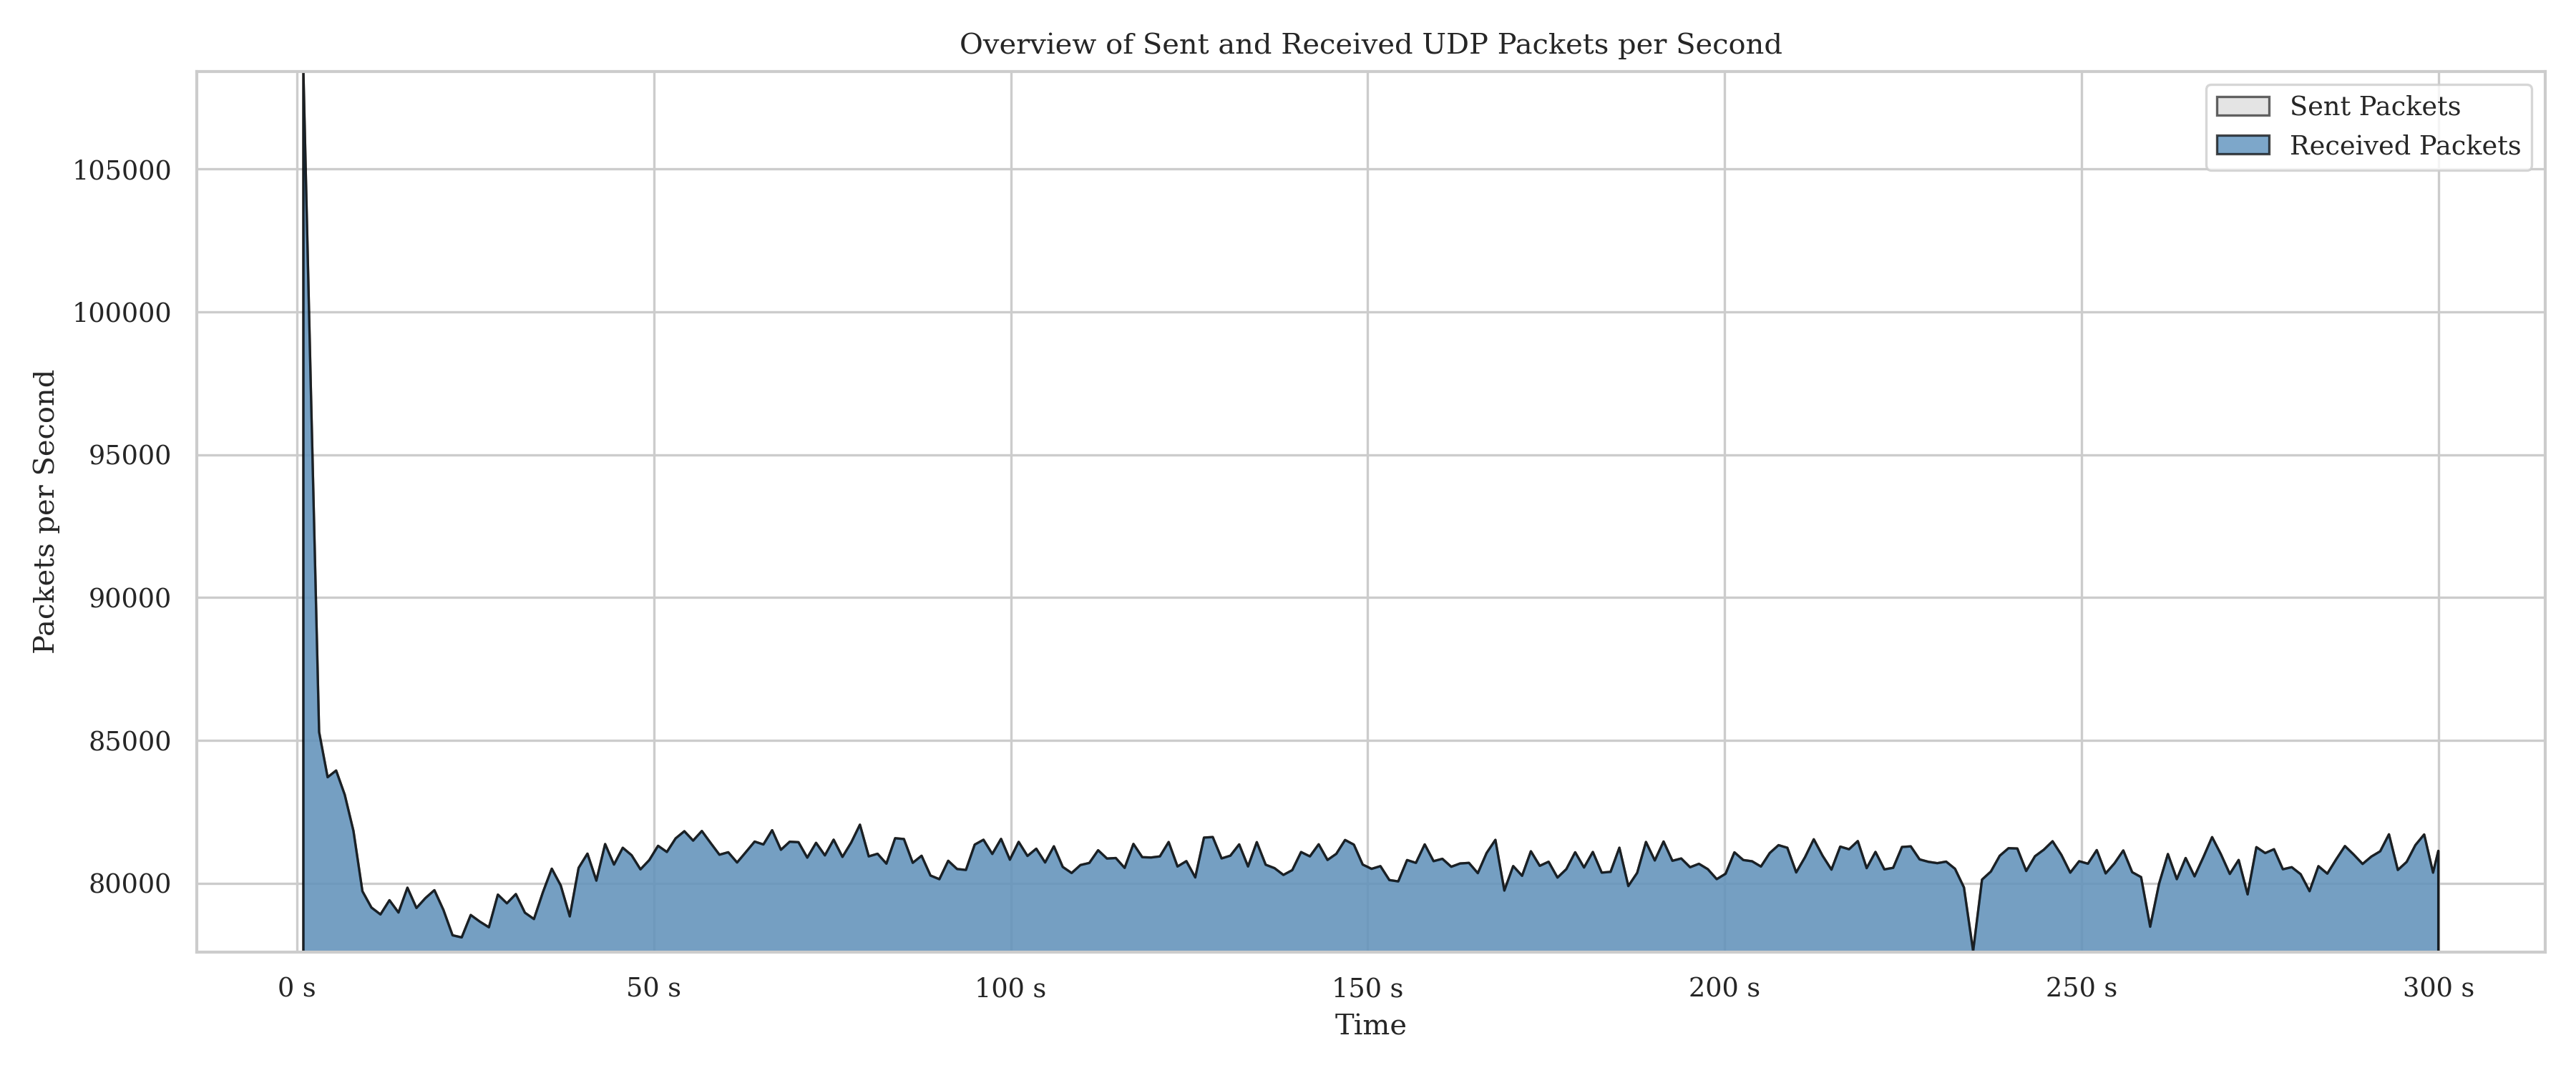 Overview of Sent and Received UDP Packets per Second
Sent Packets
Received Packets
Packets per Second
105000
100000
95000
90000
85000
80000
0 s
50 s
100 s
150 s
200 s
250 s
300 s
Time